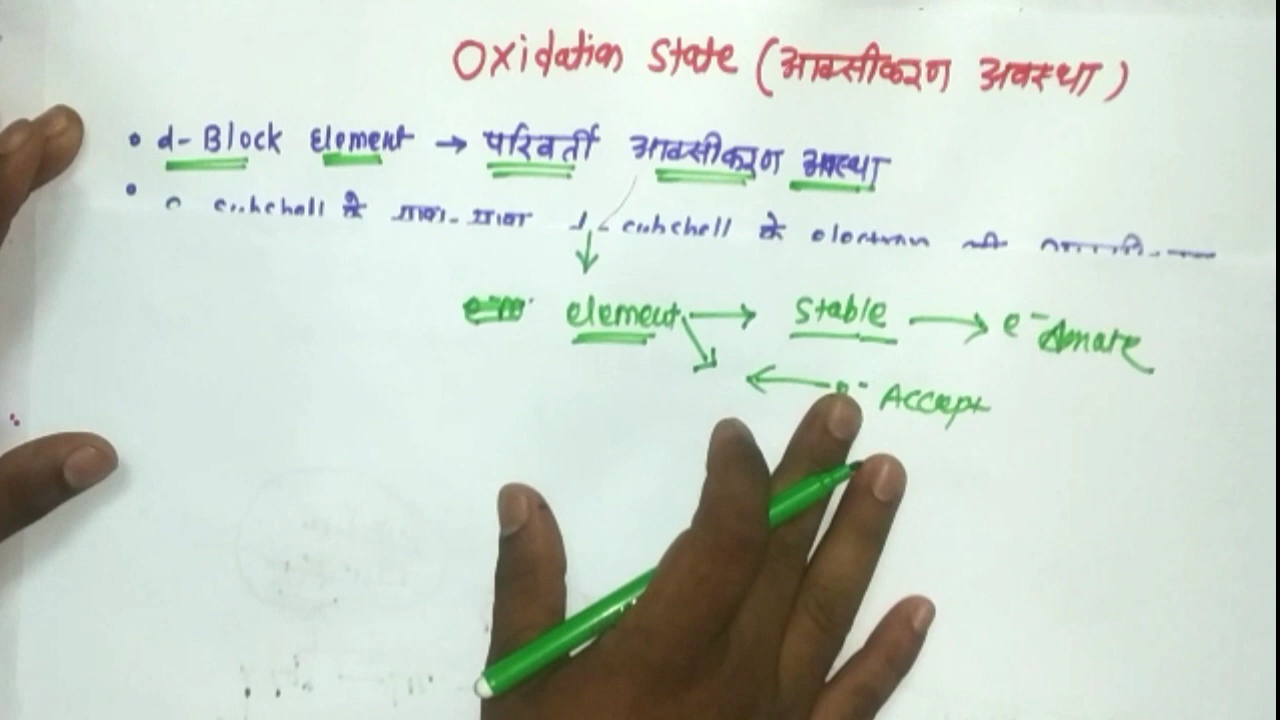 Oxidation State (आक्सीकरण अवस्था)
• d-Block Element → परिवर्ती आक्सीकरण अवस्था
• के साथ-साथ के
element → Stable → e⁻ Donate
← e⁻ Accept